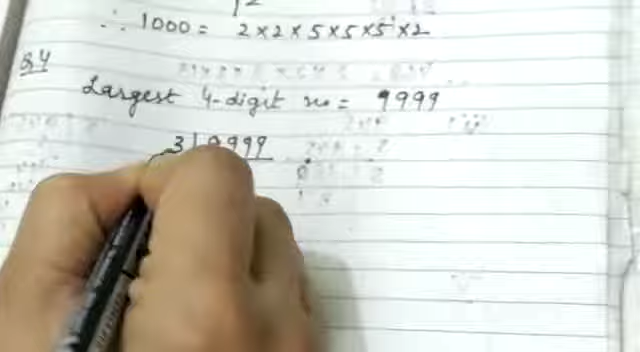 ∴ 1000 = 2×2×5×5×5×2
Q4
Largest 4-digit no = 9999
3 9999